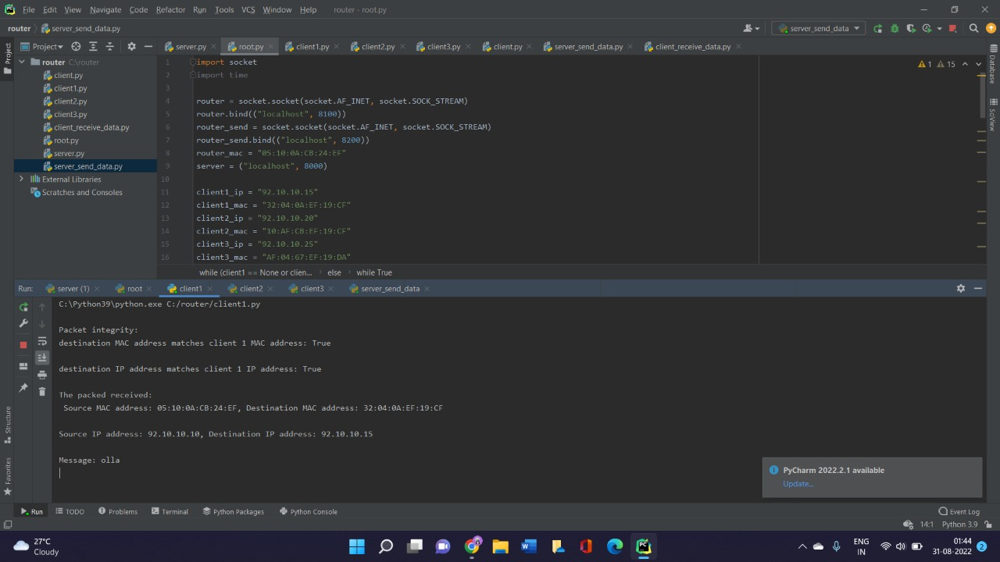 File Edit View Navigate Code Refactor Run Tools VCS Window Help router - root.py
router server_send_data.py server_send_data
Project server.py root.py client1.py client2.py client3.py client.py server_send_data.py client_receive_data.py
Project
router C:\router
client.py
client1.py
client2.py
client3.py
client_receive_data.py
root.py
server.py
server_send_data.py
External Libraries
Scratches and Consoles
1 import socket
2 import time
3
4 router = socket.socket(socket.AF_INET, socket.SOCK_STREAM)
5 router.bind(("localhost", 8100))
6 router_send = socket.socket(socket.AF_INET, socket.SOCK_STREAM)
7 router_send.bind(("localhost", 8200))
8 router_mac = "05:10:0A:CB:24:EF"
9 server = ("localhost", 8000)
10
11 client1_ip = "92.10.10.15"
12 client1_mac = "32:04:0A:EF:19:CF"
13 client2_ip = "92.10.10.20"
14 client2_mac = "10:AF:CB:EF:19:CF"
15 client3_ip = "92.10.10.25"
16 client3_mac = "AF:04:67:EF:19:DA"
1 15
Database
SciView
while (client1 == None or clien... else while True
Run: server (1) root client1 client2 client3 server_send_data
C:\Python39\python.exe C:/router/client1.py
Packet integrity:
destination MAC address matches client 1 MAC address: True
destination IP address matches client 1 IP address: True
The packed received:
Source MAC address: 05:10:0A:CB:24:EF, Destination MAC address: 32:04:0A:EF:19:CF
Source IP address: 92.10.10.10, Destination IP address: 92.10.10.15
Message: olla
Structure
Favorites
PyCharm 2022.2.1 available
Update...
Run TODO Problems Terminal Python Packages Python Console Event Log
14:1 Python 3.9
27°C
Cloudy
PC
ENG
IN
01:44
31-08-2022
2